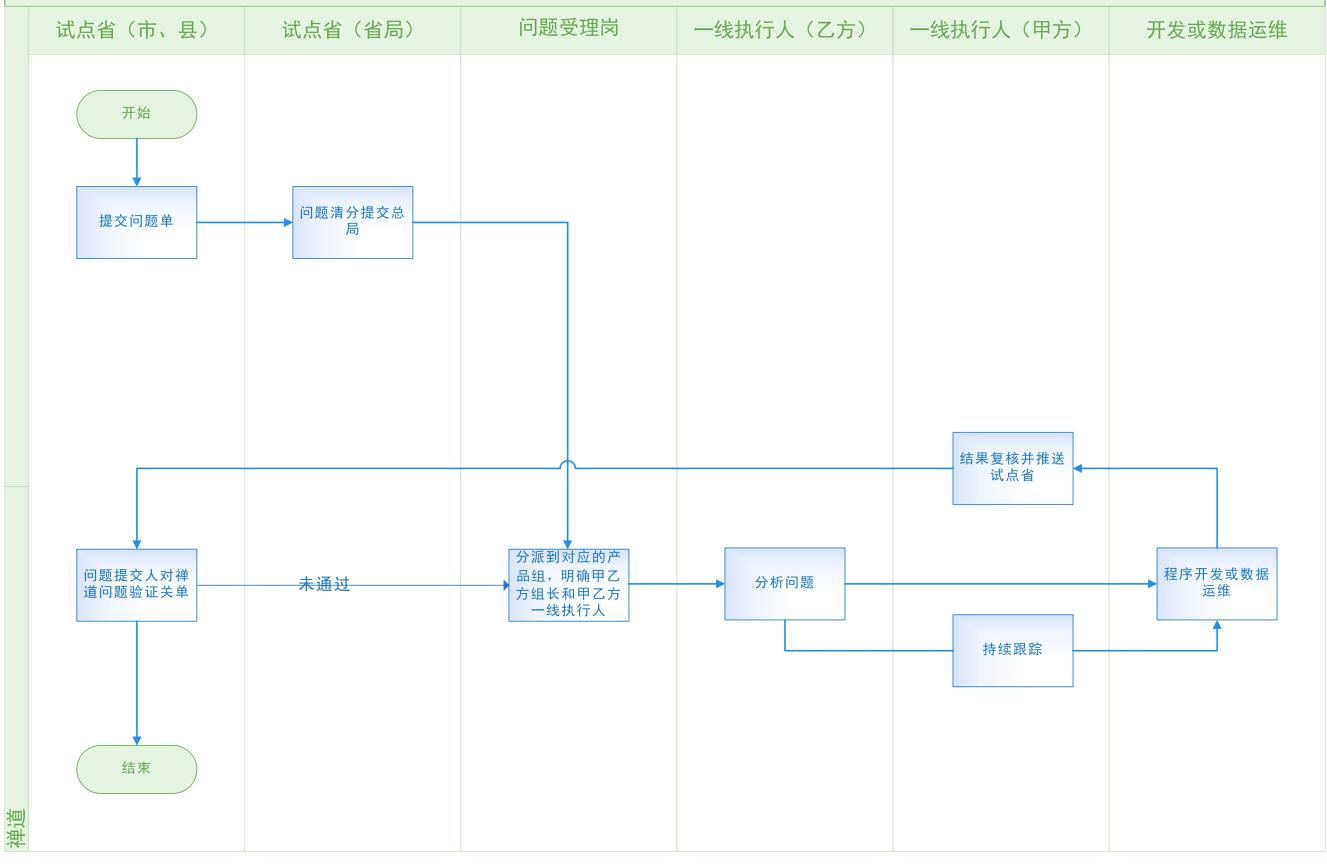 试点省（市、县）
试点省（省局）
问题受理岗
一线执行人（乙方）
一线执行人（甲方）
开发或数据运维
开始
提交问题单
问题清分提交总
局
结果复核并推送
试点省
问题提交人对禅
道问题验证关单
未通过
分派到对应的产
品组，明确甲乙
方组长和甲乙方
一线执行人
分析问题
程序开发或数据
运维
持续跟踪
结束
禅道